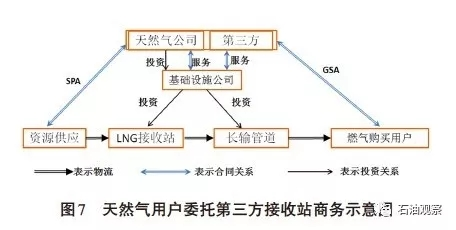 天然气公司 第三方
投资 服务 服务
SPA GSA
基础设施公司
投资 投资
资源供应 LNG接收站 长输管道 燃气购买用户
表示物流 表示合同关系 表示投资关系
图7 天然气用户委托第三方接收站商务示意
石油观察